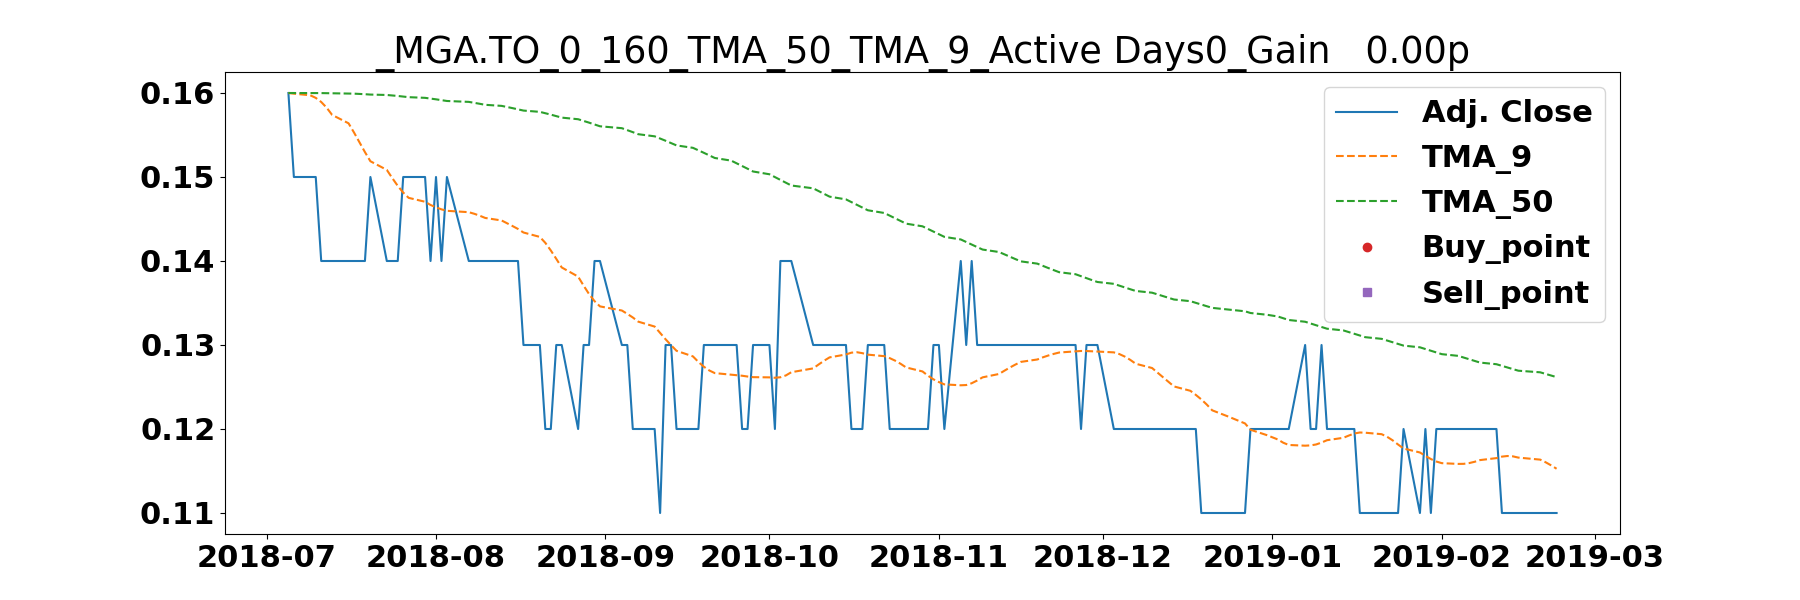 _MGA.TO_0_160_TMA_50_TMA_9_Active Days0_Gain   0.00p
0.16
0.15
0.14
0.13
0.12
0.11
Adj. Close
TMA_9
TMA_50
Buy_point
Sell_point
2018-07 2018-08 2018-09 2018-10 2018-11 2018-12 2019-01 2019-02 2019-03